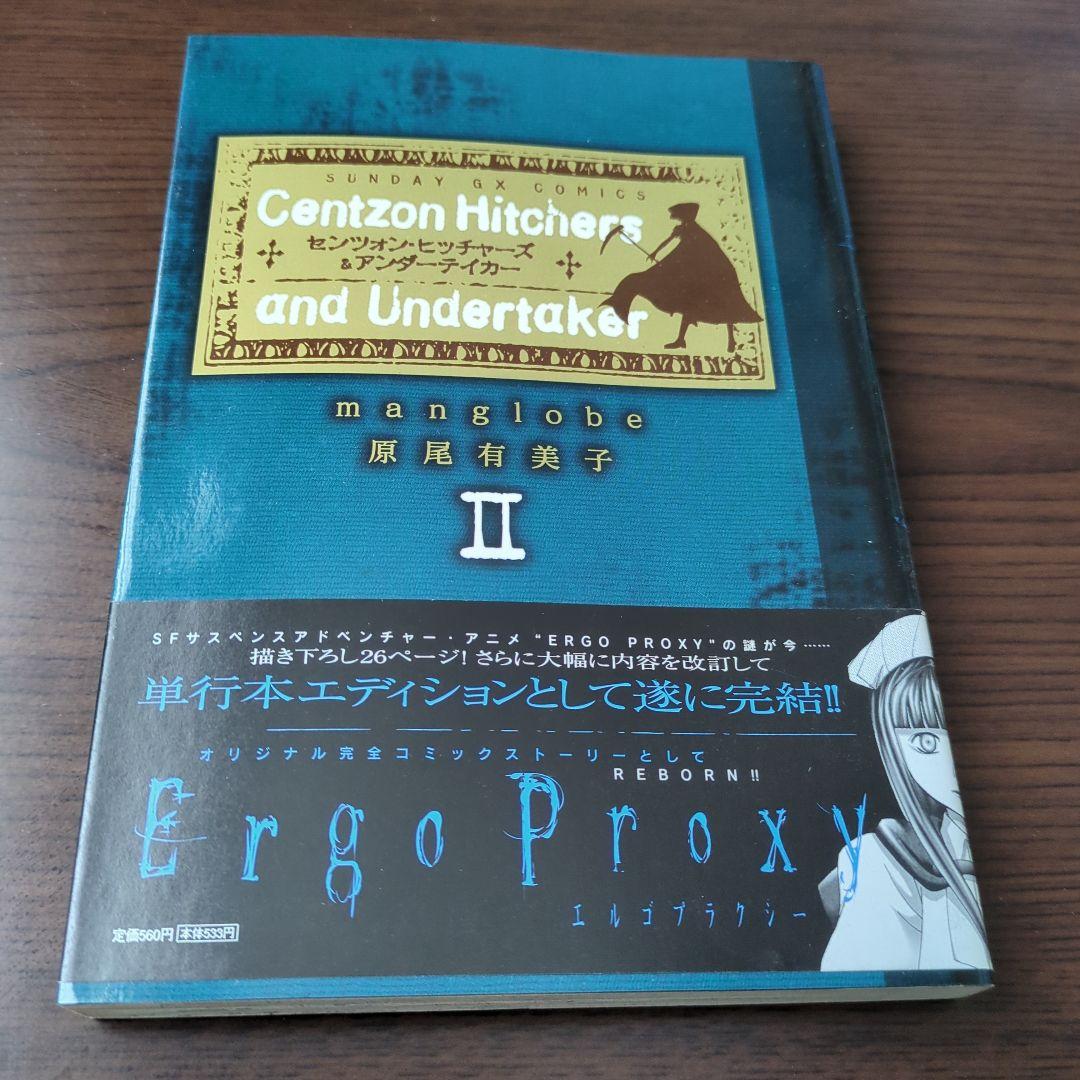 SUNDAY GX COMICS
Centzon Hitchers
センツォン・ヒッチャーズ
&アンダーテイカー
and Undertaker
manglobe
原尾有美子
II
SFサスペンスアドベンチャー・アニメ“ERGO PROXY”の謎が今……
描き下ろし26ページ！さらに大幅に内容を改訂して
単行本エディションとして遂に完結!!
オリジナル完全コミックストーリーとして
REBORN!!
Ergo Proxy
エルゴプラクシー
定価560円 本体533円